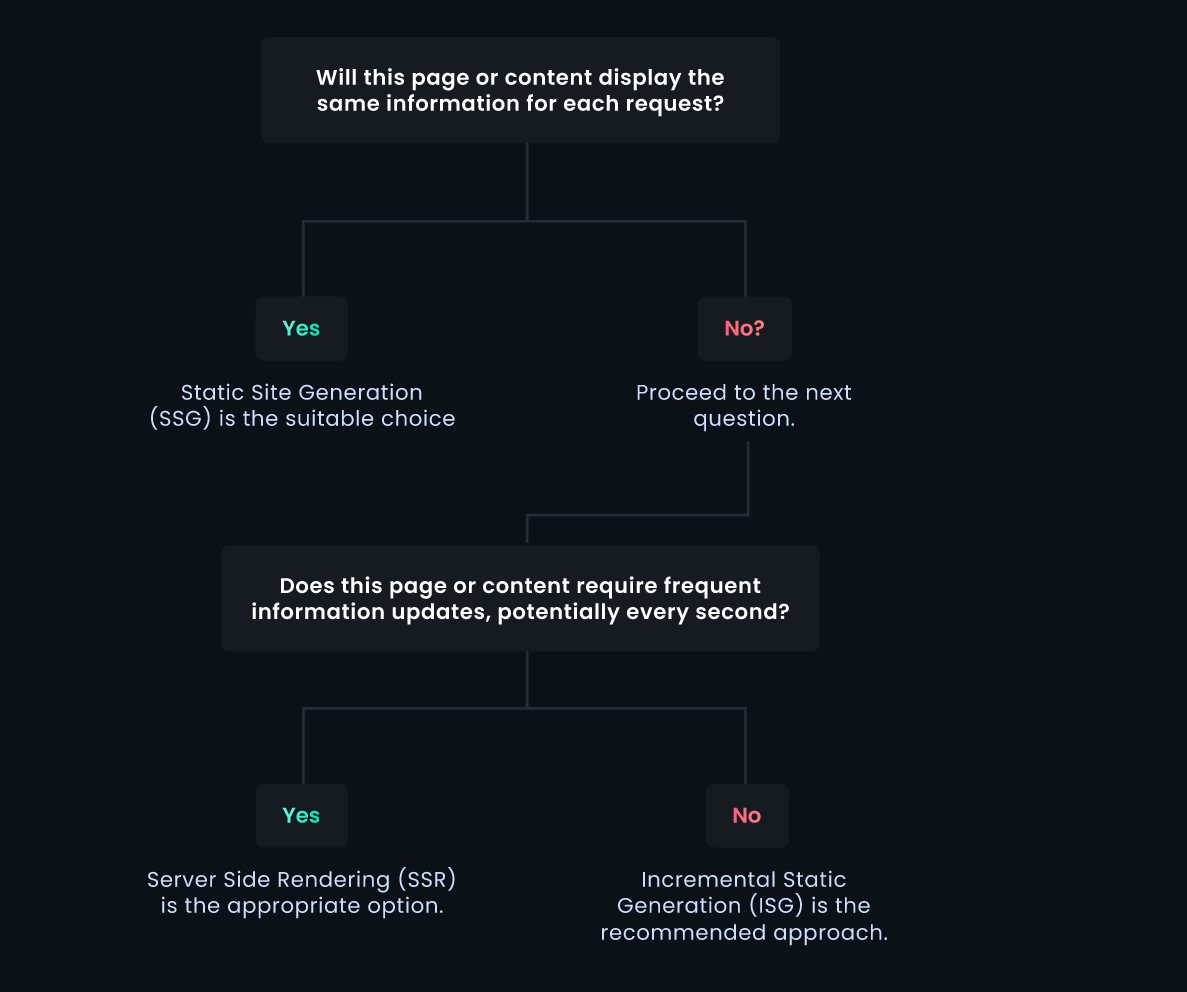 Will this page or content display the
same information for each request?
Yes
No?
Static Site Generation
(SSG) is the suitable choice
Proceed to the next
question.
Does this page or content require frequent
information updates, potentially every second?
Yes
No
Server Side Rendering (SSR)
is the appropriate option.
Incremental Static
Generation (ISG) is the
recommended approach.